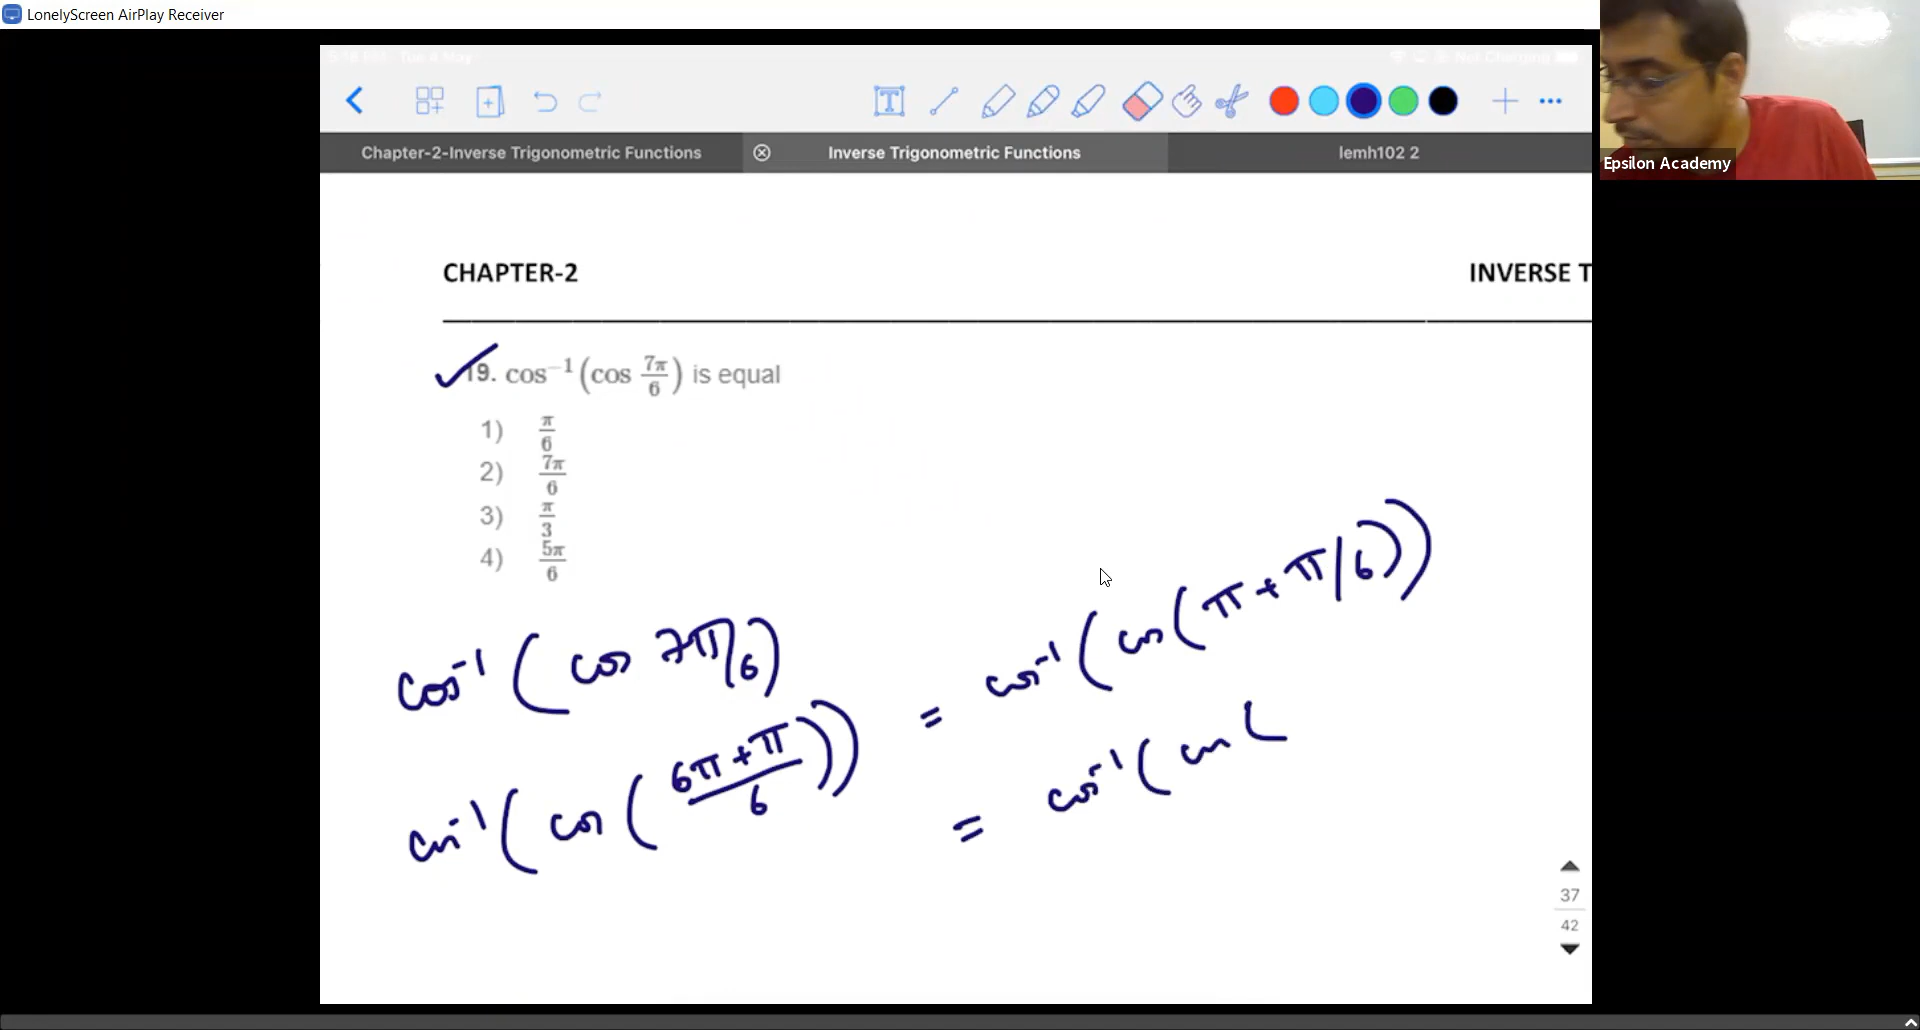 LonelyScreen AirPlay Receiver
Not Charging
T
Chapter-2-Inverse Trigonometric Functions
Inverse Trigonometric Functions
lemh102 2
Epsilon Academy
CHAPTER-2
INVERSE T
19. cos⁻¹(cos 7π/6) is equal
1) π/6
2) 7π/6
3) π/3
4) 5π/6
cos⁻¹(cos 7π/6)
cos⁻¹(cos((6π+π)/6))
= cos⁻¹(cos(π+π/6))
= cos⁻¹(cos(
37
42